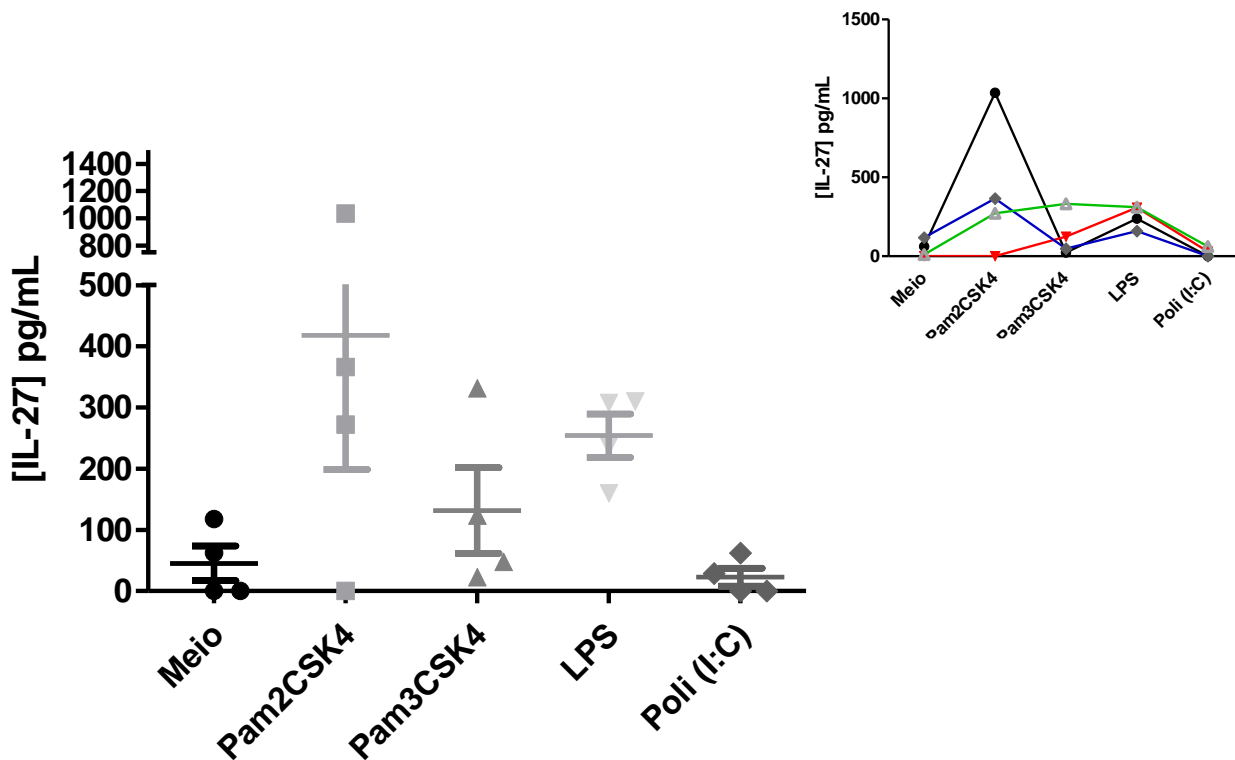 [IL-27] pg/mL
1400
1200
1000
800
500
400
300
200
100
0
Meio
Pam2CSK4
Pam3CSK4
LPS
Poli (I:C)
[IL-27] pg/mL
1500
1000
500
0
Meio
Pam2CSK4
Pam3CSK4
LPS
Poli (I:C)